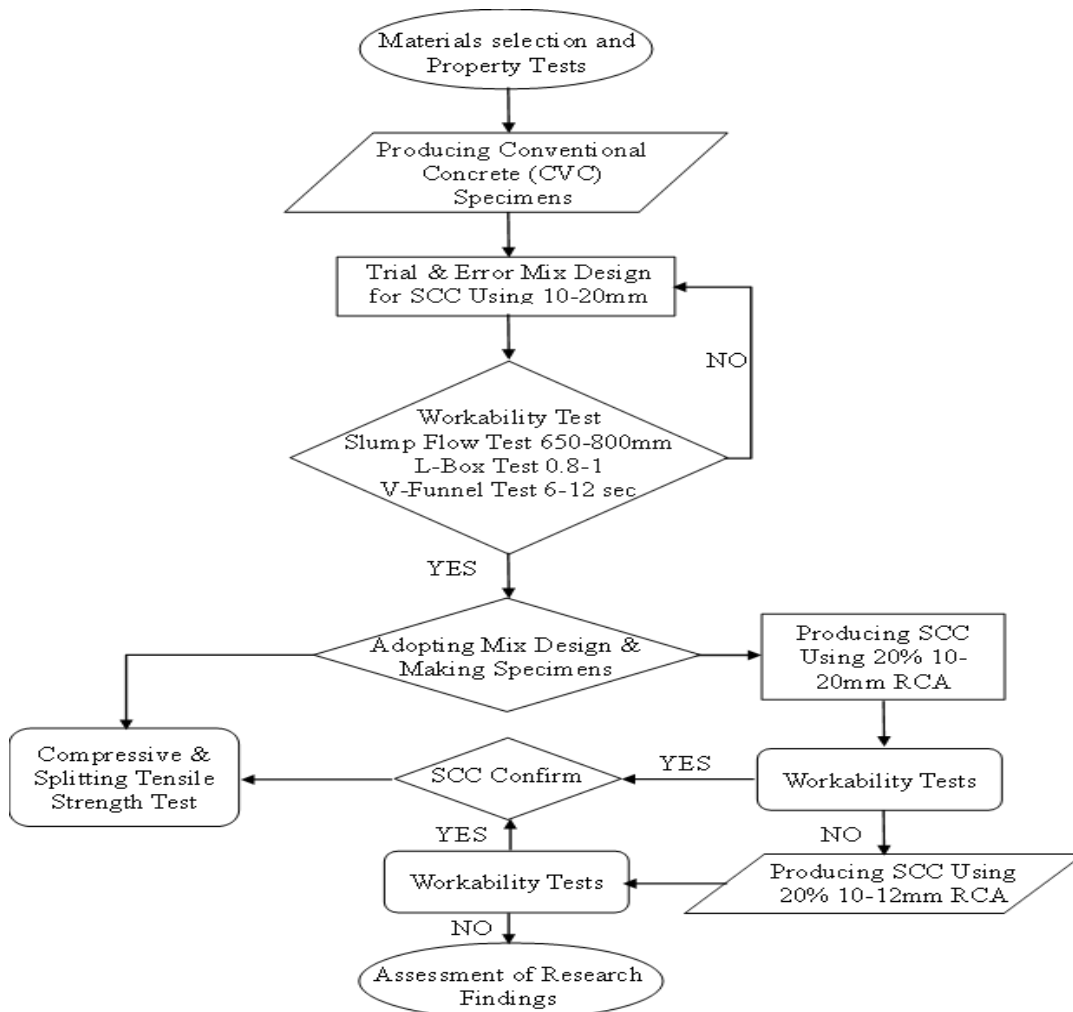 Materials selection and
Property Tests
Producing Conventional
Concrete (CVC)
Specimens
Trial & Error Mix Design
for SCC Using 10-20mm
NO
Workability Test
Slump Flow Test 650-800mm
L-Box Test 0.8-1
V-Funnel Test 6-12 sec
YES
Adopting Mix Design &
Making Specimens
Producing SCC
Using 20% 10-
20mm RCA
Compressive &
Splitting Tensile
Strength Test
SCC Confirm
YES
Workability Tests
YES
NO
Workability Tests
Producing SCC Using
20% 10-12mm RCA
NO
Assessment of Research
Findings